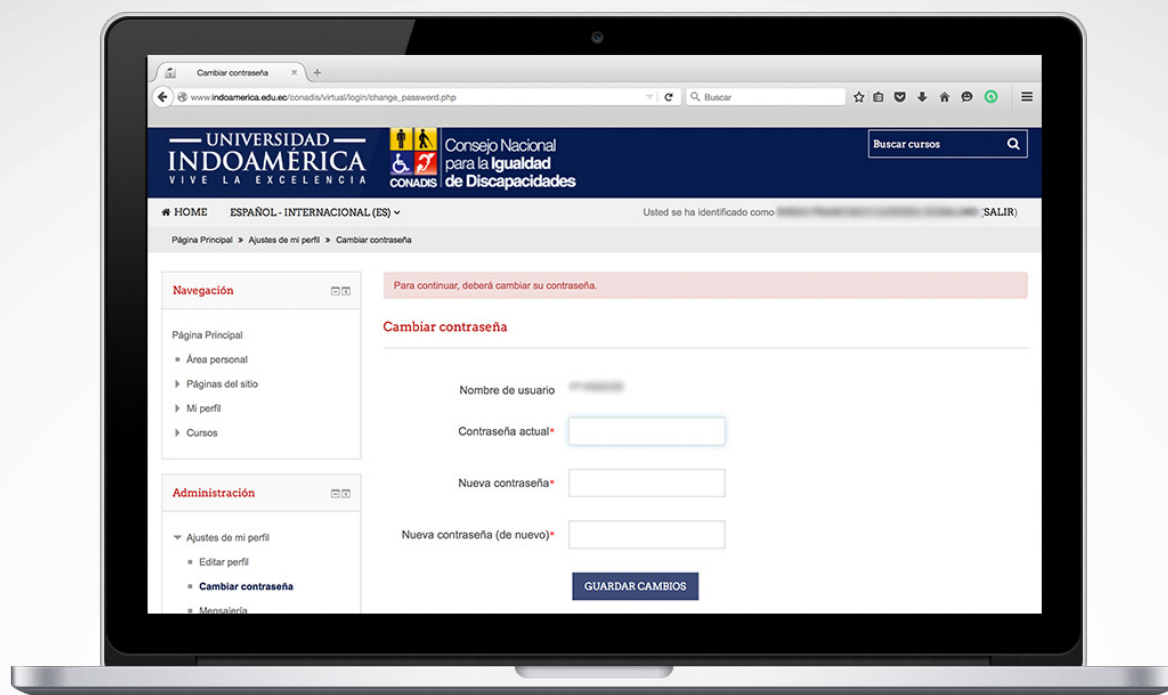 Cambiar contraseña
www.indoamerica.edu.ec/conadis/virtual/login/change_password.php
Buscar
UNIVERSIDAD
INDOAMÉRICA
VIVE LA EXCELENCIA
CONADIS
Consejo Nacional
para la Igualdad
de Discapacidades
Buscar cursos
HOME ESPAÑOL - INTERNACIONAL (ES)
Usted se ha identificado como (SALIR)
Página Principal » Ajustes de mi perfil » Cambiar contraseña
Navegación
Página Principal
Área personal
Páginas del sitio
Mi perfil
Cursos
Administración
Ajustes de mi perfil
Editar perfil
Cambiar contraseña
Mensajería
Para continuar, deberá cambiar su contraseña.
Cambiar contraseña
Nombre de usuario
Contraseña actual*
Nueva contraseña*
Nueva contraseña (de nuevo)*
GUARDAR CAMBIOS